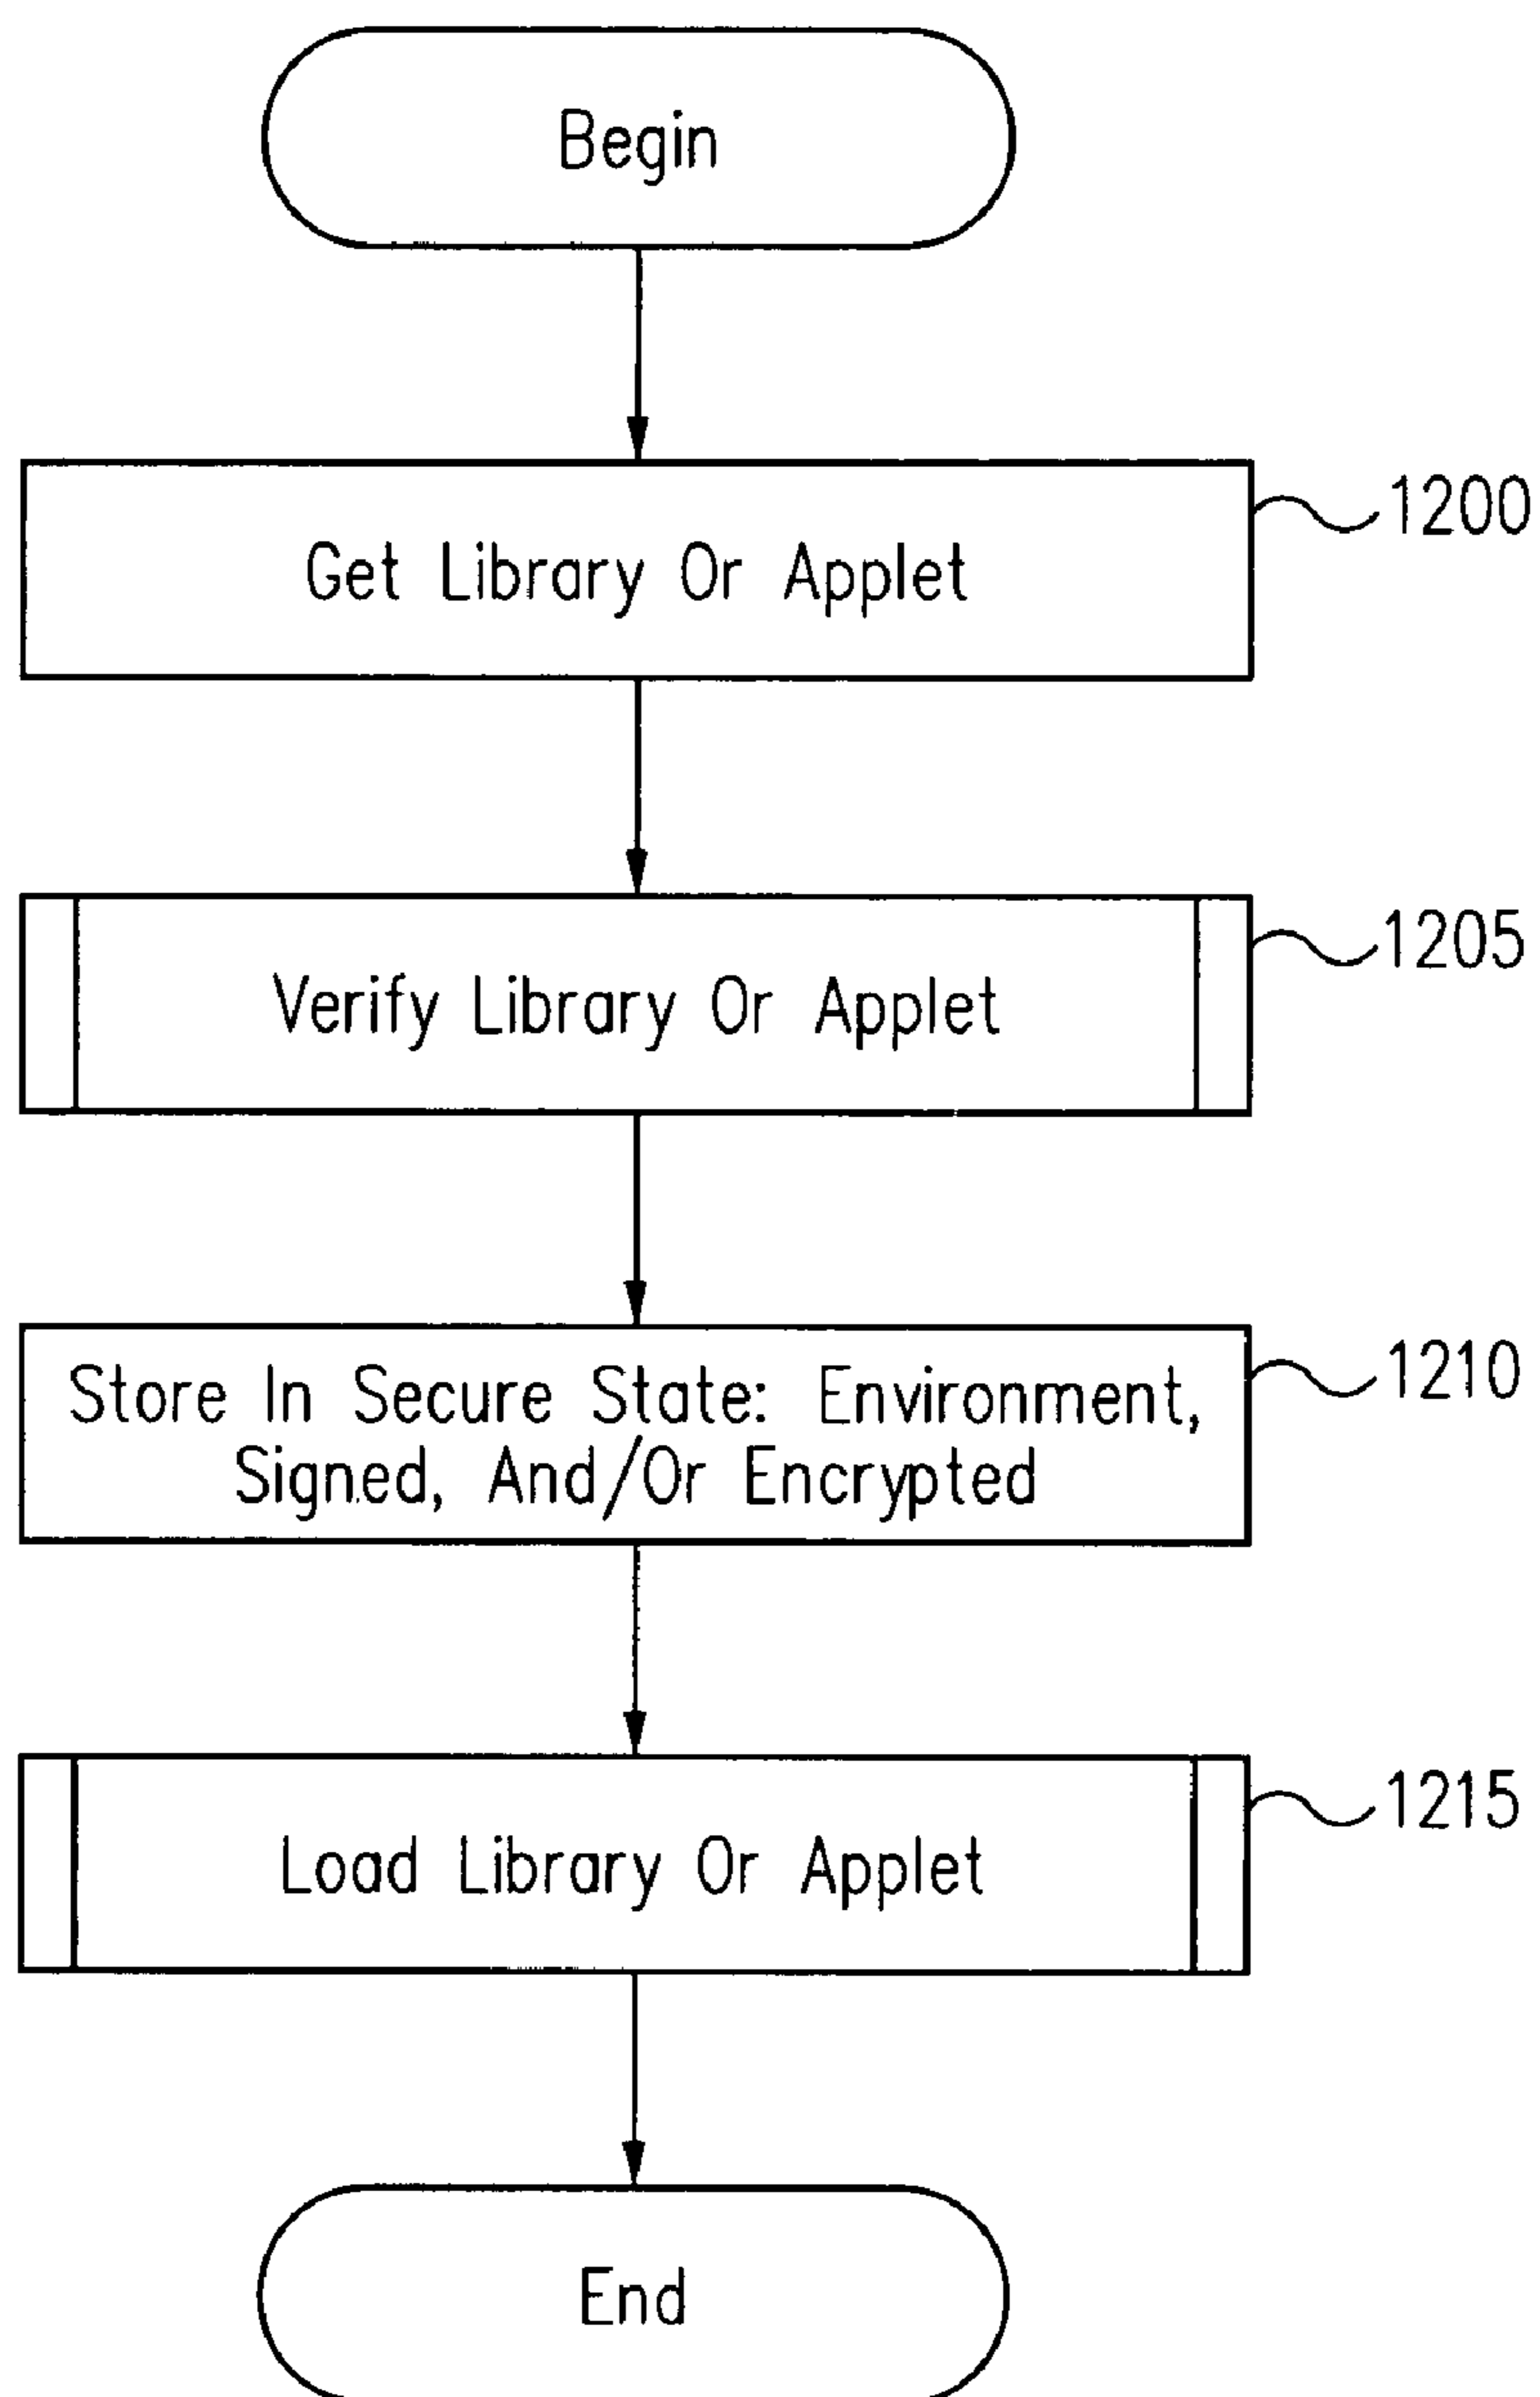 Begin
Get Library Or Applet
1200
Verify Library Or Applet
1205
Store In Secure State: Environment,
Signed, And/Or Encrypted
1210
Load Library Or Applet
1215
End